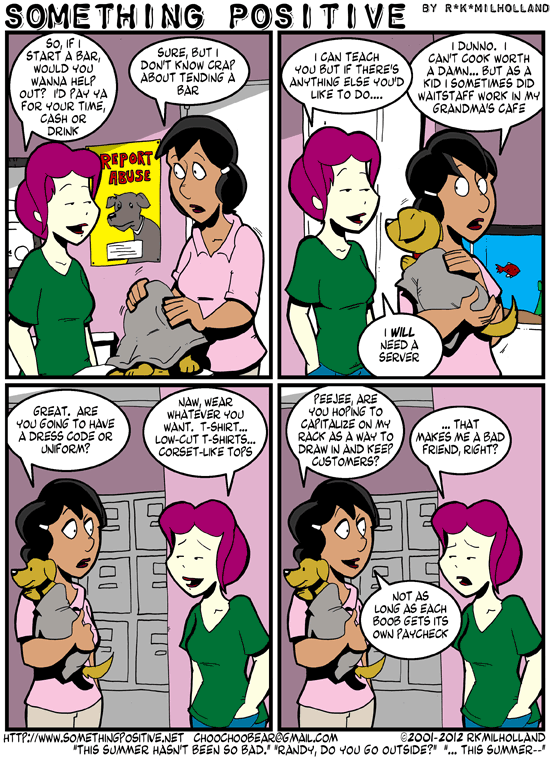 SOMETHING POSITIVE BY R*K*MILHOLLAND
SO, IF I
START A BAR,
WOULD YOU
WANNA HELP
OUT? I'D PAY YA
FOR YOUR TIME,
CASH OR
DRINK
SURE, BUT I
DON'T KNOW CRAP
ABOUT TENDING A
BAR
REPORT
ABUSE
I CAN TEACH
YOU BUT IF THERE'S
ANYTHING ELSE YOU'D
LIKE TO DO....
I DUNNO. I
CAN'T COOK WORTH
A DAMN... BUT AS A
KID I SOMETIMES DID
WAITSTAFF WORK IN MY
GRANDMA'S CAFE
I WILL
NEED A
SERVER
GREAT. ARE
YOU GOING TO HAVE
A DRESS CODE OR
UNIFORM?
NAW, WEAR
WHATEVER YOU
WANT. T-SHIRT...
LOW-CUT T-SHIRTS...
CORSET-LIKE TOPS
PEEJEE, ARE
YOU HOPING TO
CAPITALIZE ON MY
RACK AS A WAY TO
DRAW IN AND KEEP
CUSTOMERS?
... THAT
MAKES ME A BAD
FRIEND, RIGHT?
NOT AS
LONG AS EACH
BOOB GETS ITS
OWN PAYCHECK
HTTP://WWW.SOMETHINGPOSITIVE.NET CHOOCHOOBEAR@GMAIL.COM ©2001-2012 RKMILHOLLAND
"THIS SUMMER HASN'T BEEN SO BAD." "RANDY, DO YOU GO OUTSIDE?" "... THIS SUMMER--"